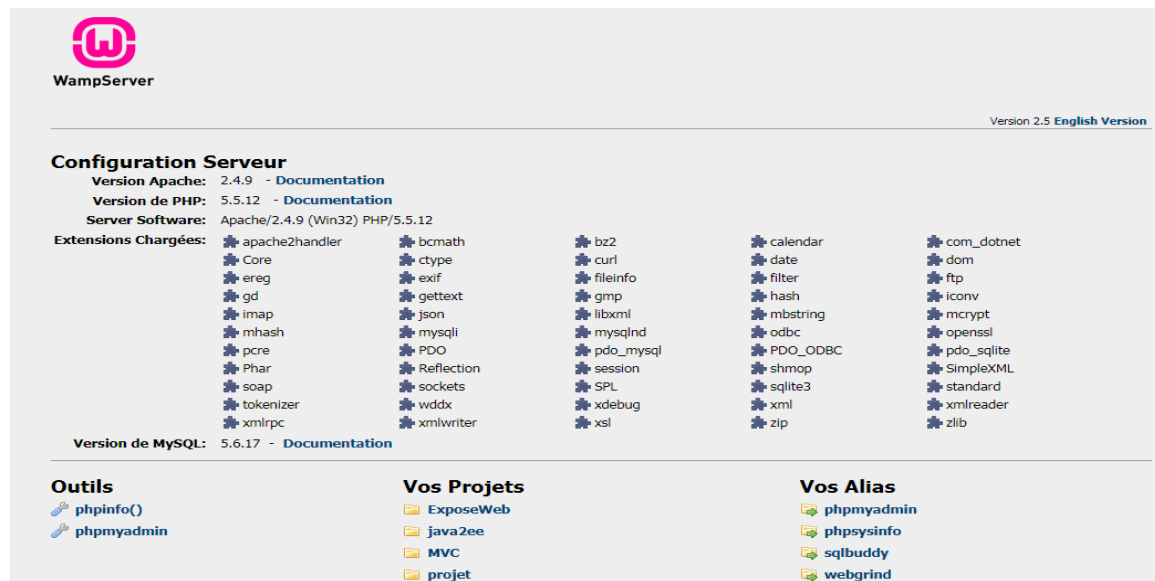 WampServer
Version 2.5 English Version
Configuration Serveur
Version Apache: 2.4.9 - Documentation
Version de PHP: 5.5.12 - Documentation
Server Software: Apache/2.4.9 (Win32) PHP/5.5.12
Extensions Chargées: apache2handler bcmath bz2 calendar com_dotnet
Core ctype curl date dom
ereg exif fileinfo filter ftp
gd gettext gmp hash iconv
imap json libxml mbstring mcrypt
mhash mysqli mysqlnd odbc openssl
pcre PDO pdo_mysql PDO_ODBC pdo_sqlite
Phar Reflection session shmop SimpleXML
soap sockets SPL sqlite3 standard
tokenizer wddx xdebug xml xmlreader
xmlrpc xmlwriter xsl zip zlib
Version de MySQL: 5.6.17 - Documentation
Outils Vos Projets Vos Alias
phpinfo() ExposeWeb phpmyadmin
phpmyadmin java2ee phpsysinfo
MVC sqlbuddy
projet webgrind